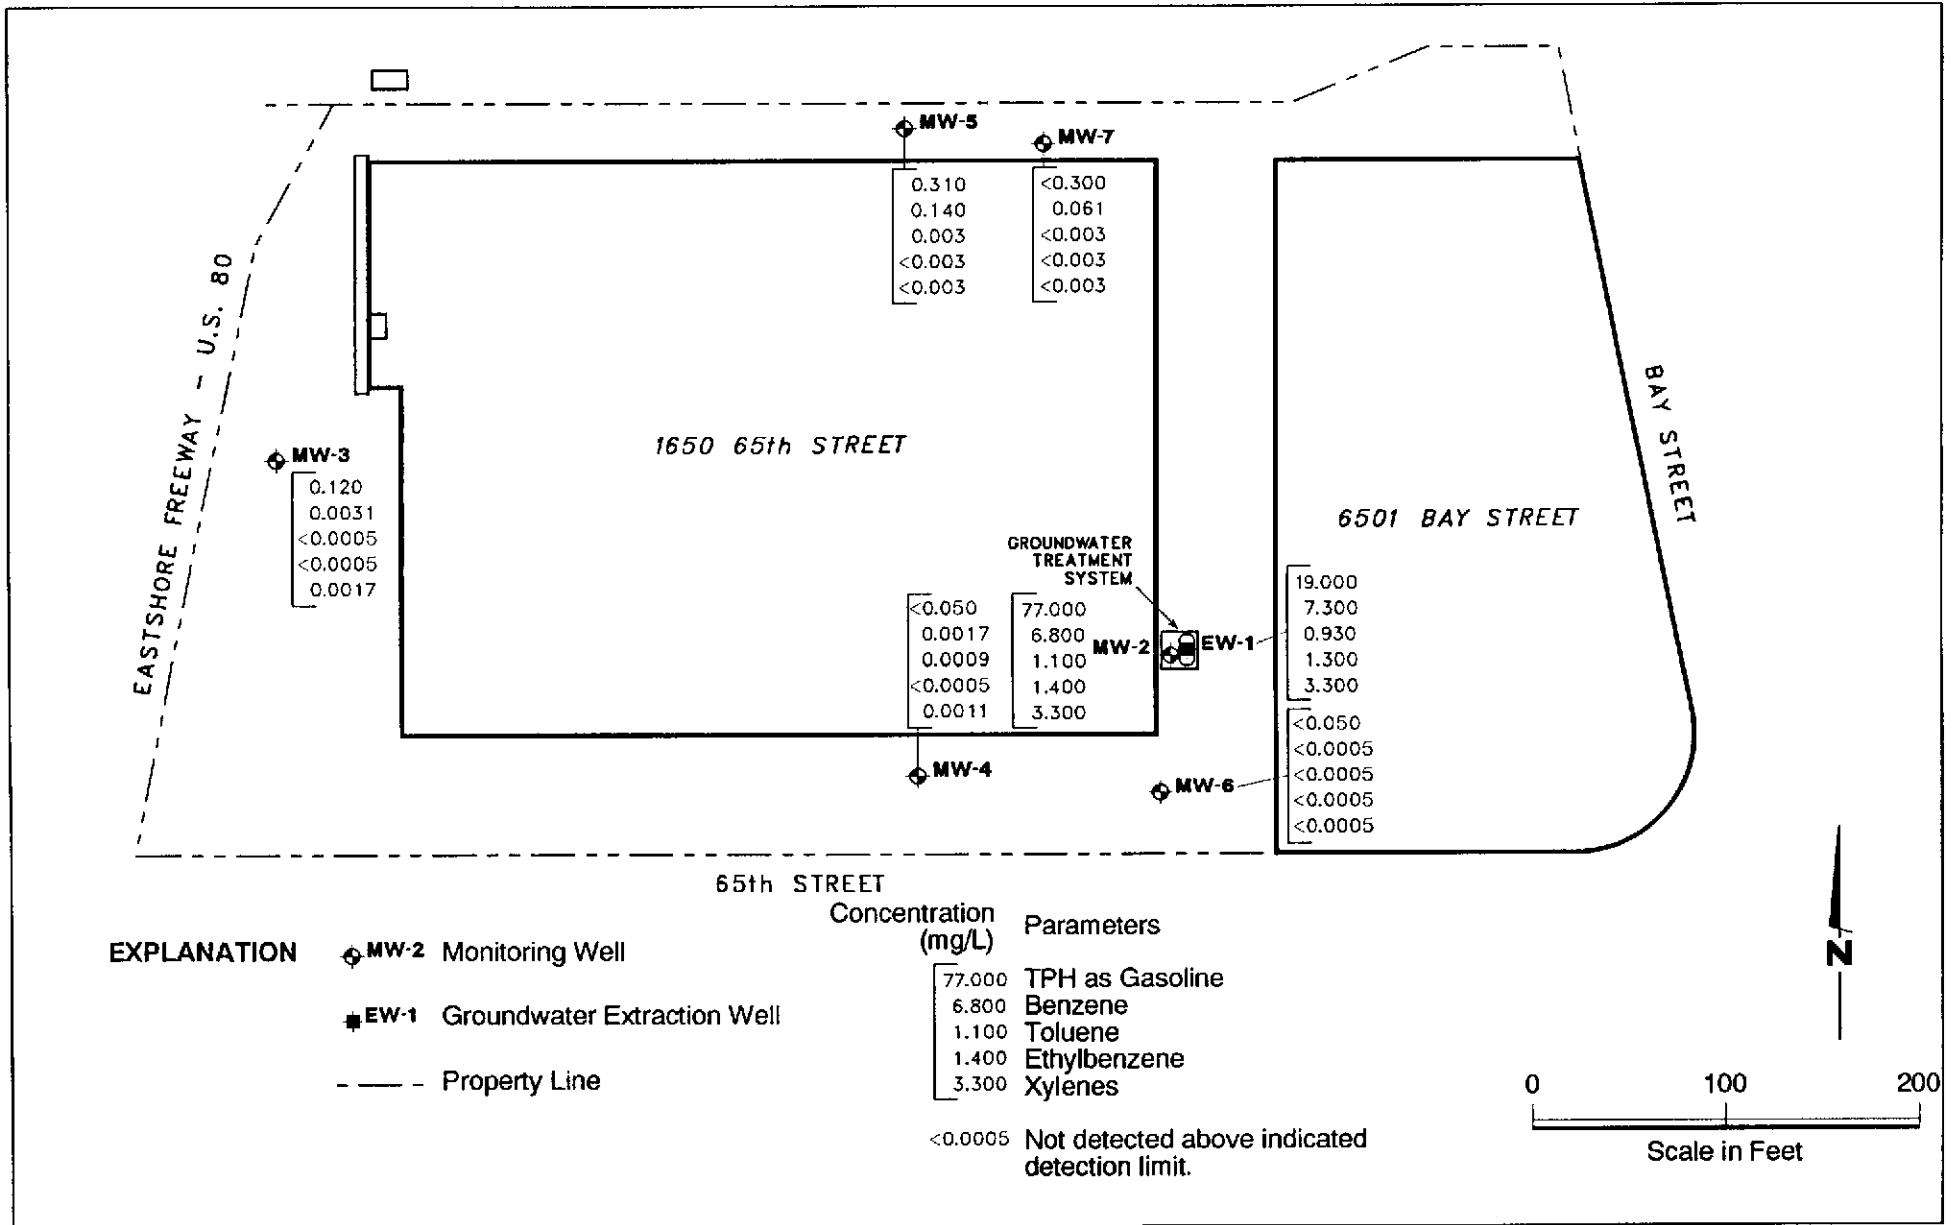 MW-5
MW-7
0.310
0.140
0.003
<0.003
<0.003
<0.300
0.061
<0.003
<0.003
<0.003
EASTSHORE FREEWAY - U.S. 80
1650 65th STREET
BAY STREET
6501 BAY STREET
MW-3
0.120
0.0031
<0.0005
<0.0005
0.0017
GROUNDWATER
TREATMENT
SYSTEM
<0.050
0.0017
0.0009
<0.0005
0.0011
77.000
6.800
1.100
1.400
3.300
MW-2
EW-1
19.000
7.300
0.930
1.300
3.300
MW-4
MW-6
<0.050
<0.0005
<0.0005
<0.0005
<0.0005
65th STREET
EXPLANATION
MW-2 Monitoring Well
EW-1 Groundwater Extraction Well
Property Line
Concentration
(mg/L)
Parameters
77.000 TPH as Gasoline
6.800 Benzene
1.100 Toluene
1.400 Ethylbenzene
3.300 Xylenes
<0.0005 Not detected above indicated
detection limit.
N
0 100 200
Scale in Feet